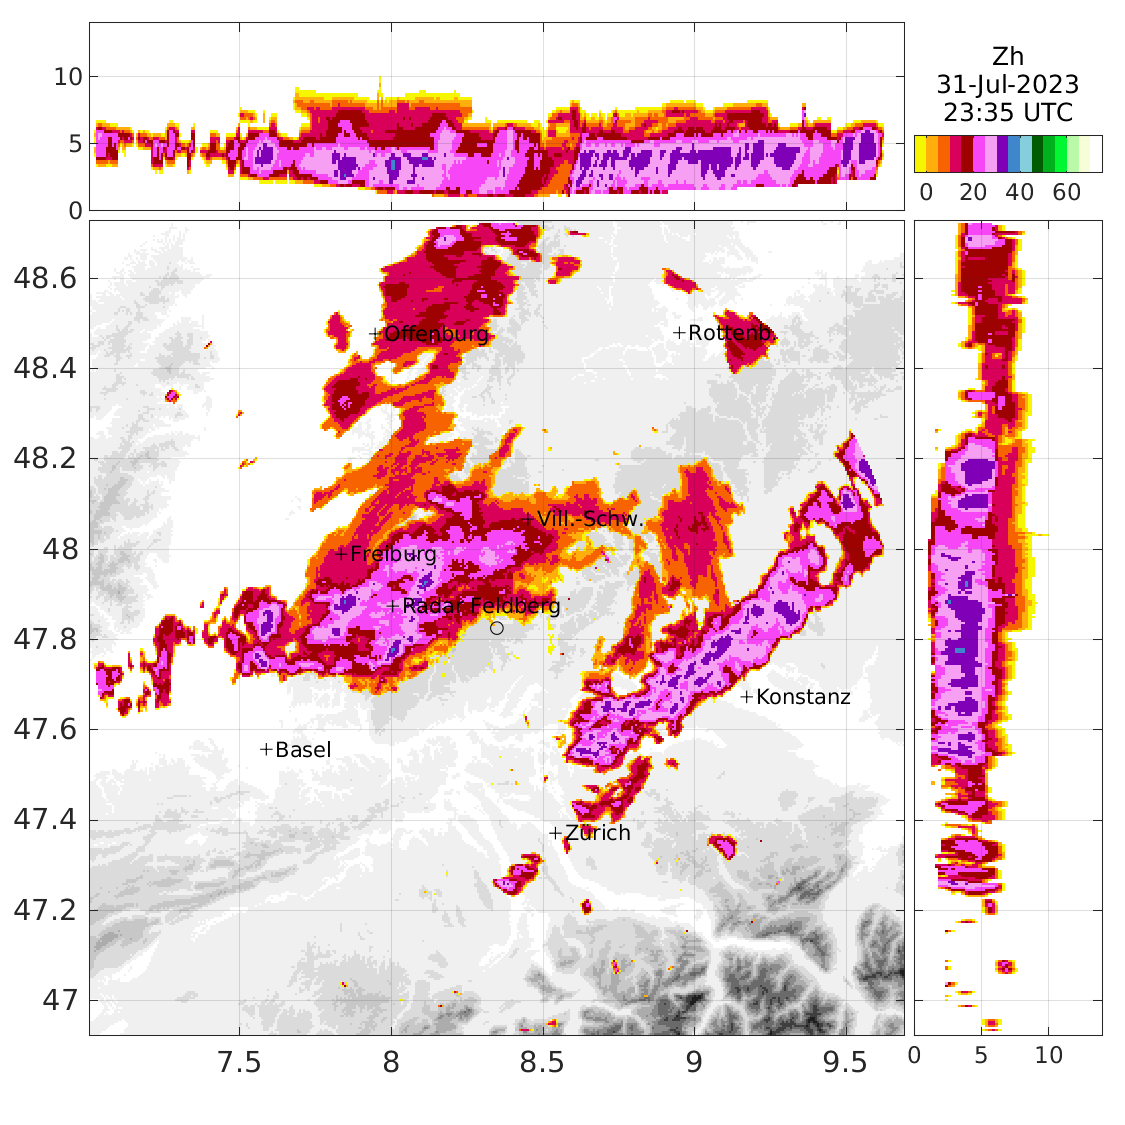 Zh
31-Jul-2023
23:35 UTC
10
5
0
0
20
40
60
48.6
48.4
48.2
48
47.8
47.6
47.4
47.2
47
+Offenburg
+Rottenb.
+Vill.-Schw.
+Freiburg
+Radar Feldberg
+Konstanz
+Basel
+Zürich
7.5
8
8.5
9
9.5
0
5
10